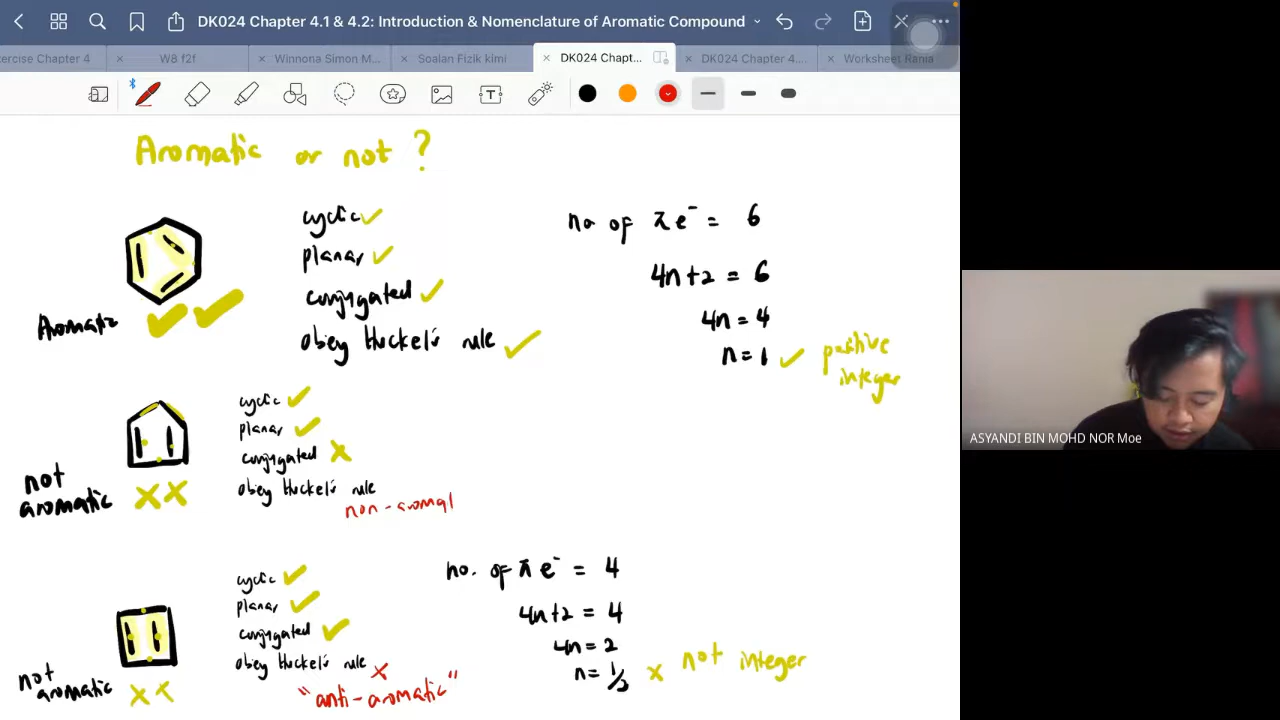 DK024 Chapter 4.1 & 4.2: Introduction & Nomenclature of Aromatic Compound
ercise Chapter 4
W8 f2f
Winnona Simon M...
Soalan Fizik kimi
DK024 Chapt...
DK024 Chapter 4....
Worksheet Rania
Aromatic or not ?
cyclic ✓
planar ✓
conjugated ✓
obey Huckel's rule ✓
Aromatic ✓✓
no of π e⁻ = 6
4n+2 = 6
4n = 4
n = 1 ✓ positive
integer
cyclic ✓
planar ✓
conjugated ×
obey Huckel's rule
non-aromat
not
aromatic ××
cyclic ✓
planar ✓
conjugated ✓
obey Huckel's rule ×
"anti-aromatic"
not
aromatic ××
no. of π e⁻ = 4
4n+2 = 4
4n = 2
n = 1/2 × not integer
ASYANDI BIN MOHD NOR Moe